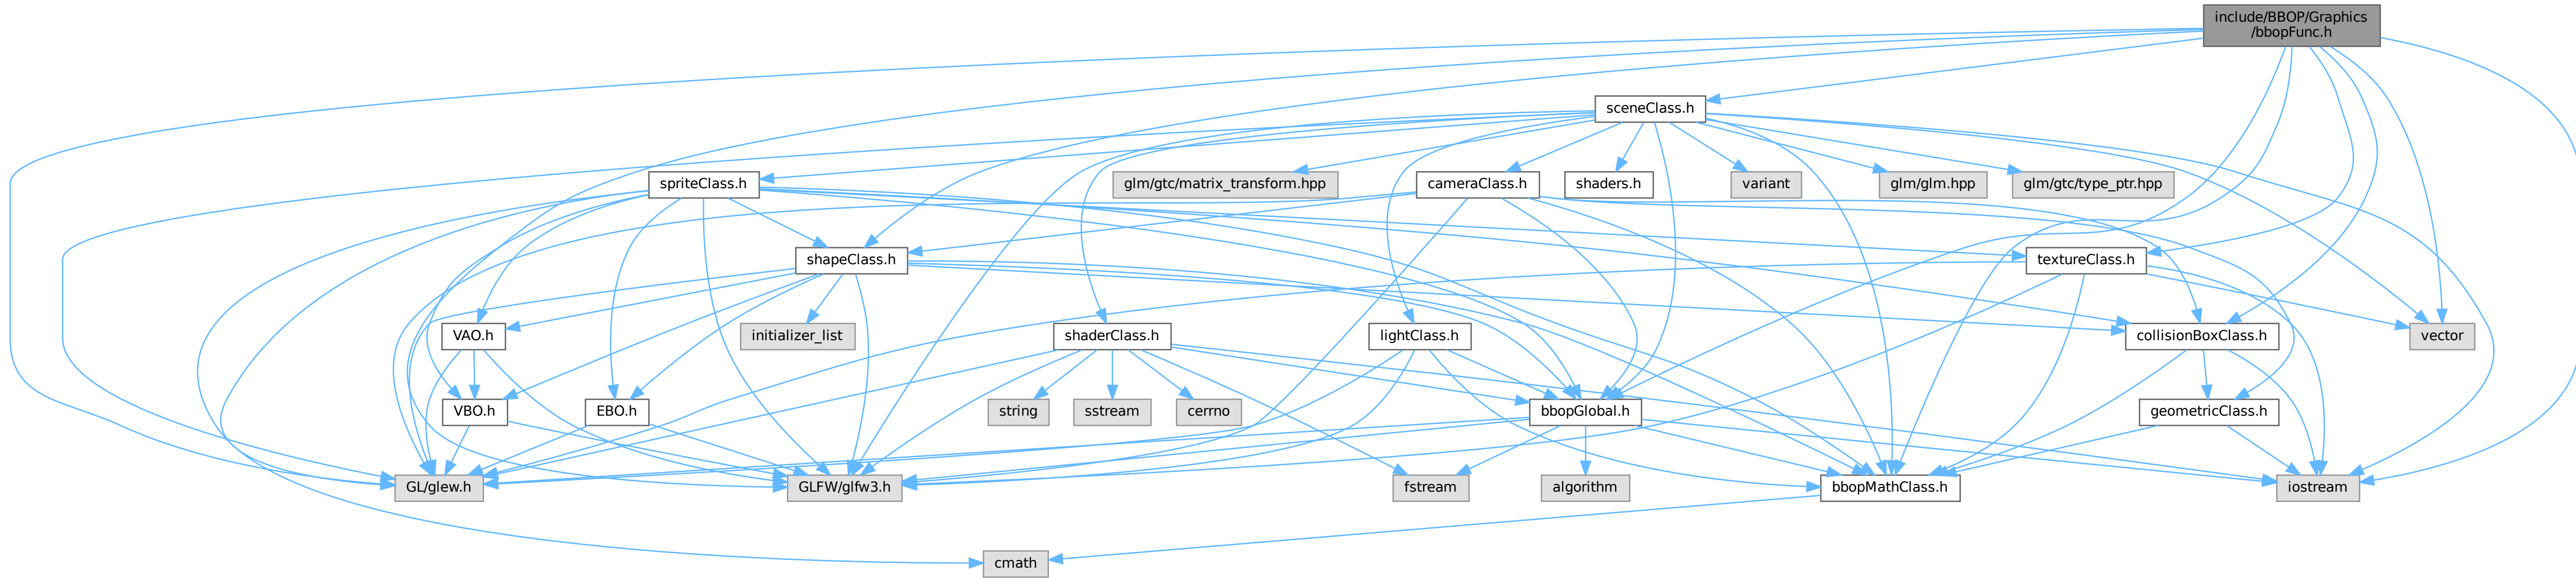 include/BBOP/Graphics
/bbopFunc.h
sceneClass.h
spriteClass.h
glm/gtc/matrix_transform.hpp
cameraClass.h
shaders.h
variant
glm/glm.hpp
glm/gtc/type_ptr.hpp
shapeClass.h
textureClass.h
VAO.h
initializer_list
shaderClass.h
lightClass.h
collisionBoxClass.h
vector
VBO.h
EBO.h
string
sstream
cerrno
bbopGlobal.h
geometricClass.h
GL/glew.h
GLFW/glfw3.h
fstream
algorithm
bbopMathClass.h
iostream
cmath